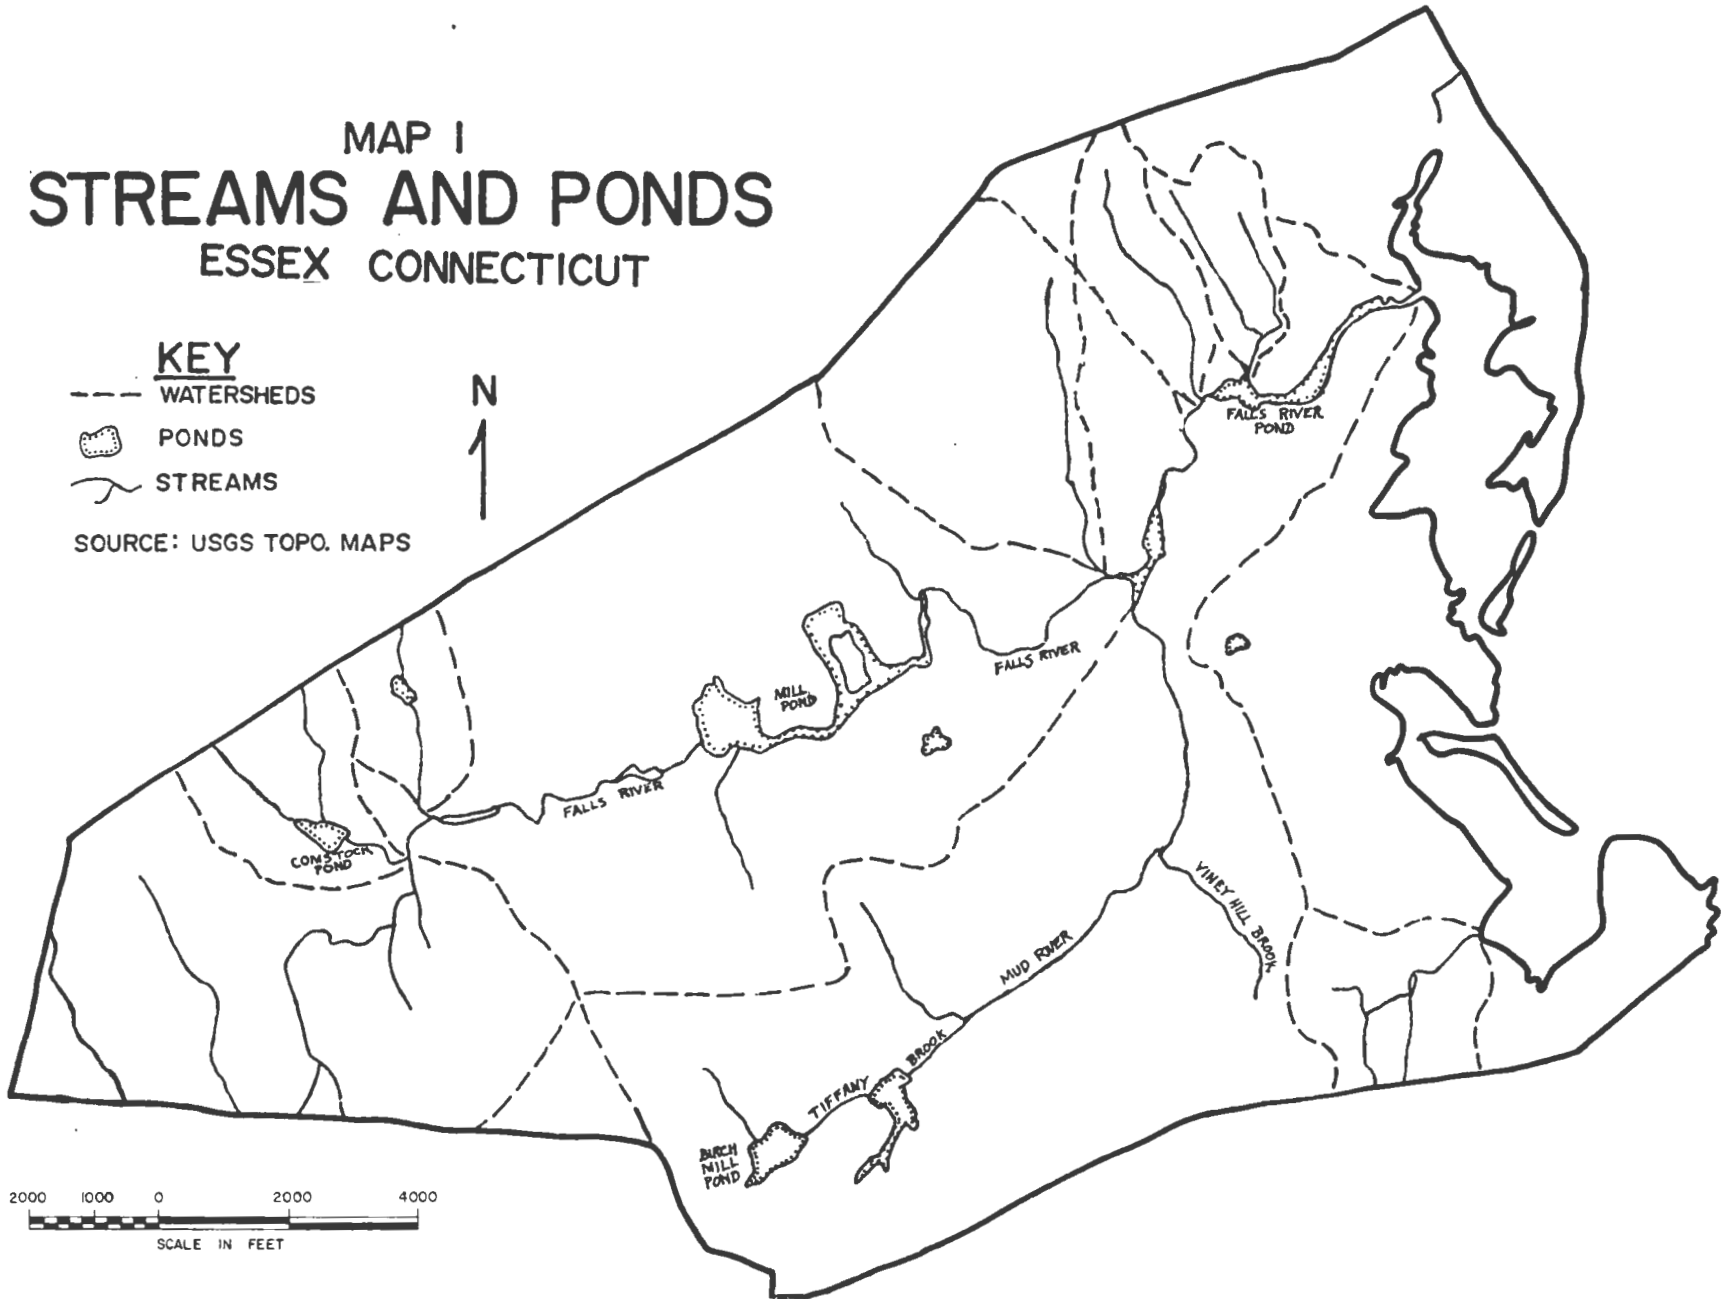 MAP I
STREAMS AND PONDS
ESSEX CONNECTICUT
KEY
WATERSHEDS
PONDS
STREAMS
SOURCE: USGS TOPO. MAPS
N
FALLS RIVER
POND
FALLS RIVER
MILL
POND
FALLS RIVER
COMSTOCK
POND
VINEY HILL BROOK
MUD RIVER
TIFFANY BROOK
BIRCH
MILL
POND
2000 1000 0 2000 4000
SCALE IN FEET